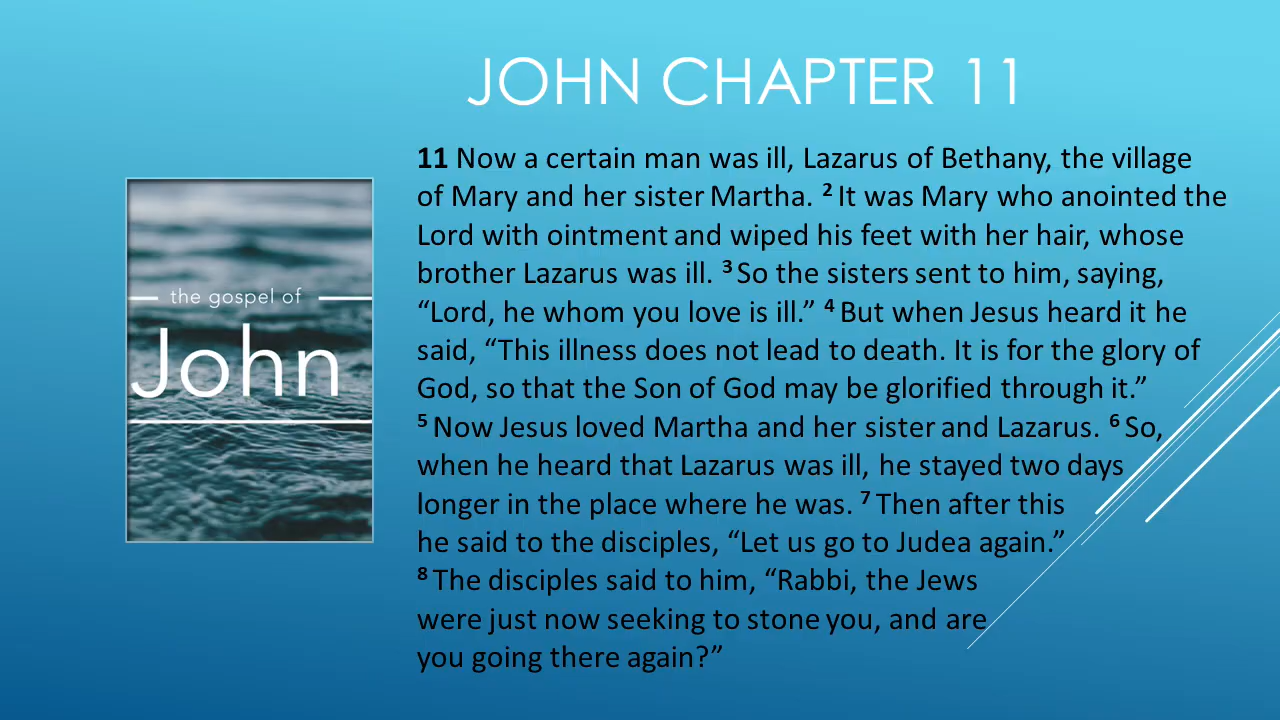 JOHN CHAPTER 11
the gospel of
John
11 Now a certain man was ill, Lazarus of Bethany, the village
of Mary and her sister Martha. 2 It was Mary who anointed the
Lord with ointment and wiped his feet with her hair, whose
brother Lazarus was ill. 3 So the sisters sent to him, saying,
“Lord, he whom you love is ill.” 4 But when Jesus heard it he
said, “This illness does not lead to death. It is for the glory of
God, so that the Son of God may be glorified through it.”
5 Now Jesus loved Martha and her sister and Lazarus. 6 So,
when he heard that Lazarus was ill, he stayed two days
longer in the place where he was. 7 Then after this
he said to the disciples, “Let us go to Judea again.”
8 The disciples said to him, “Rabbi, the Jews
were just now seeking to stone you, and are
you going there again?”